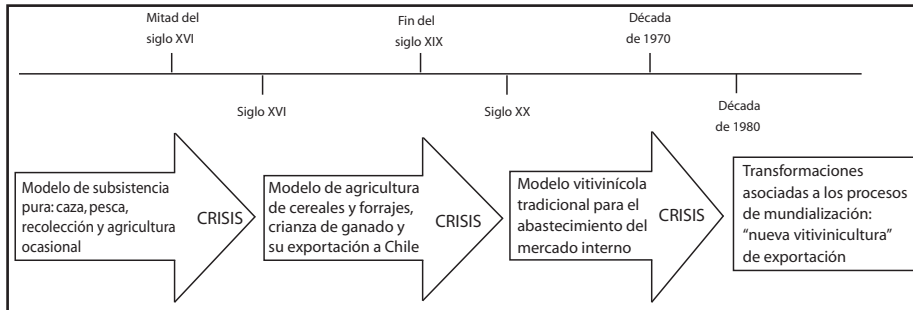 Mitad del
siglo XVI
Fin del
siglo XIX
Década
de 1970
Siglo XVI
Siglo XX
Década
de 1980
Modelo de subsistencia
pura: caza, pesca,
recolección y agricultura
ocasional
CRISIS
Modelo de agricultura
de cereales y forrajes,
crianza de ganado y
su exportación a Chile
CRISIS
Modelo vitivinícola
tradicional para el
abastecimiento del
mercado interno
CRISIS
Transformaciones
asociadas a los procesos
de mundialización:
“nueva vitivinicultura”
de exportación